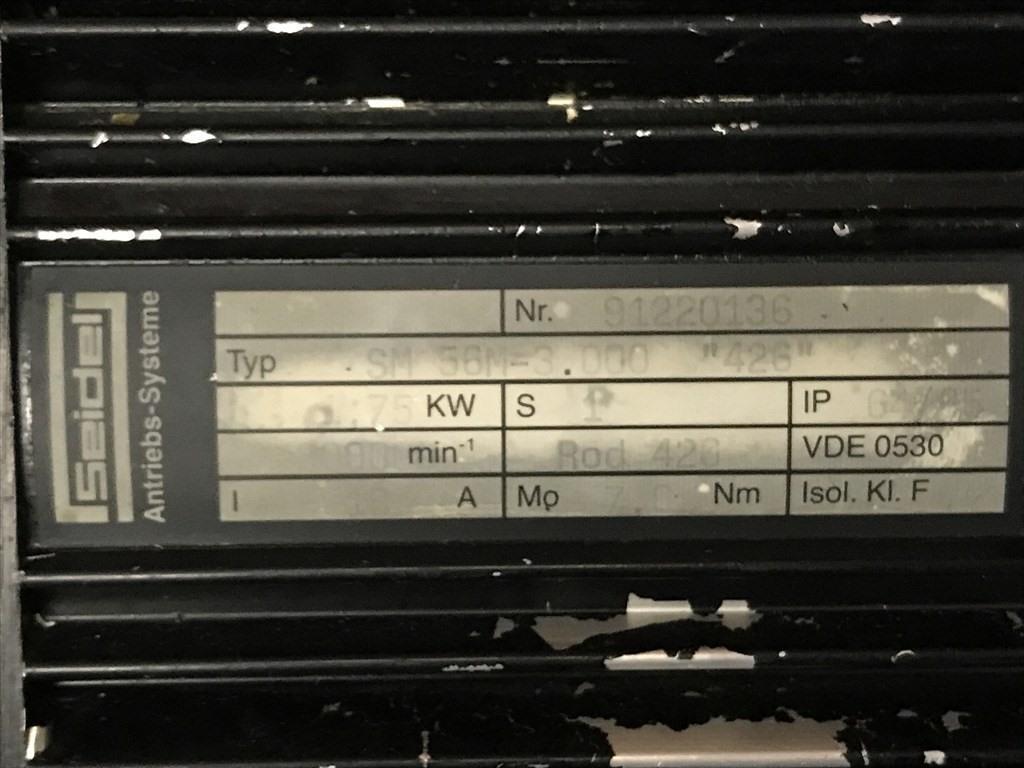 Seidel
Antriebs-Systeme
Nr. 91220136
Typ SM 56M-3.000 "426"
KW S 1 IP
min⁻¹ Rod 426 VDE 0530
I A Mo Nm Isol. Kl. F